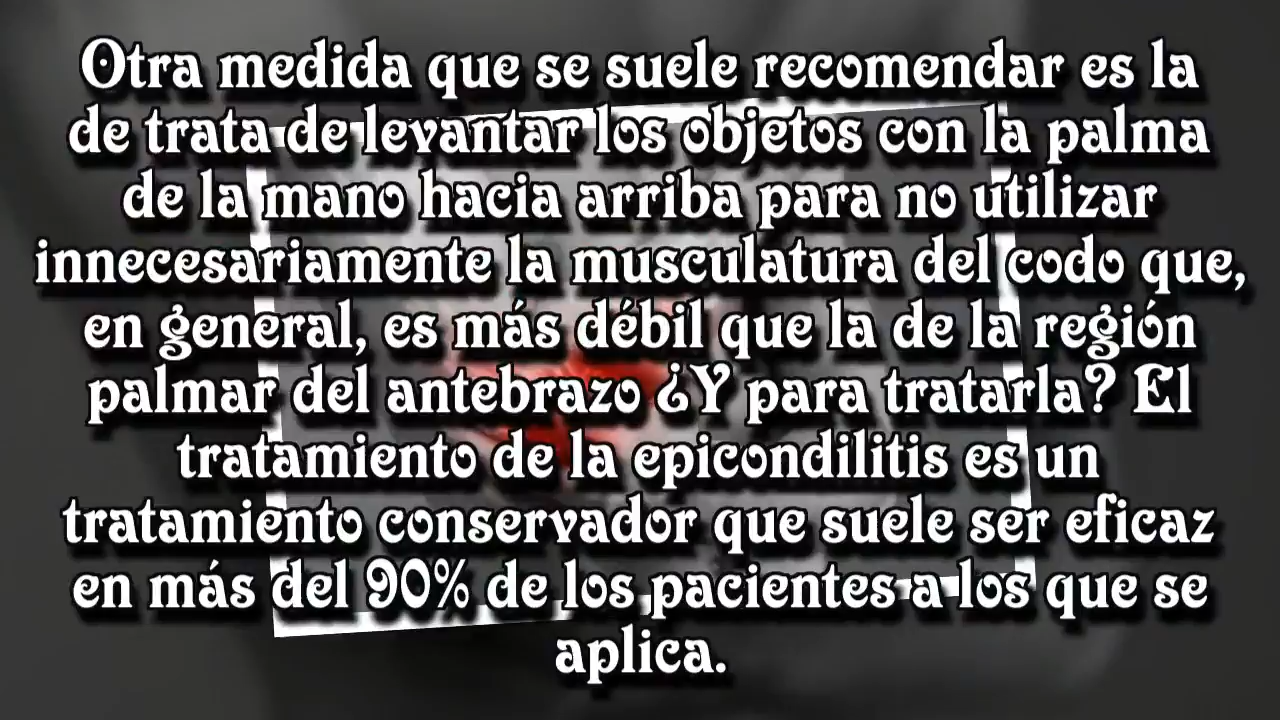 Otra medida que se suele recomendar es la
de trata de levantar los objetos con la palma
de la mano hacia arriba para no utilizar
innecesariamente la musculatura del codo que,
en general, es más débil que la de la región
palmar del antebrazo ¿Y para tratarla? El
tratamiento de la epicondilitis es un
tratamiento conservador que suele ser eficaz
en más del 90% de los pacientes a los que se
aplica.